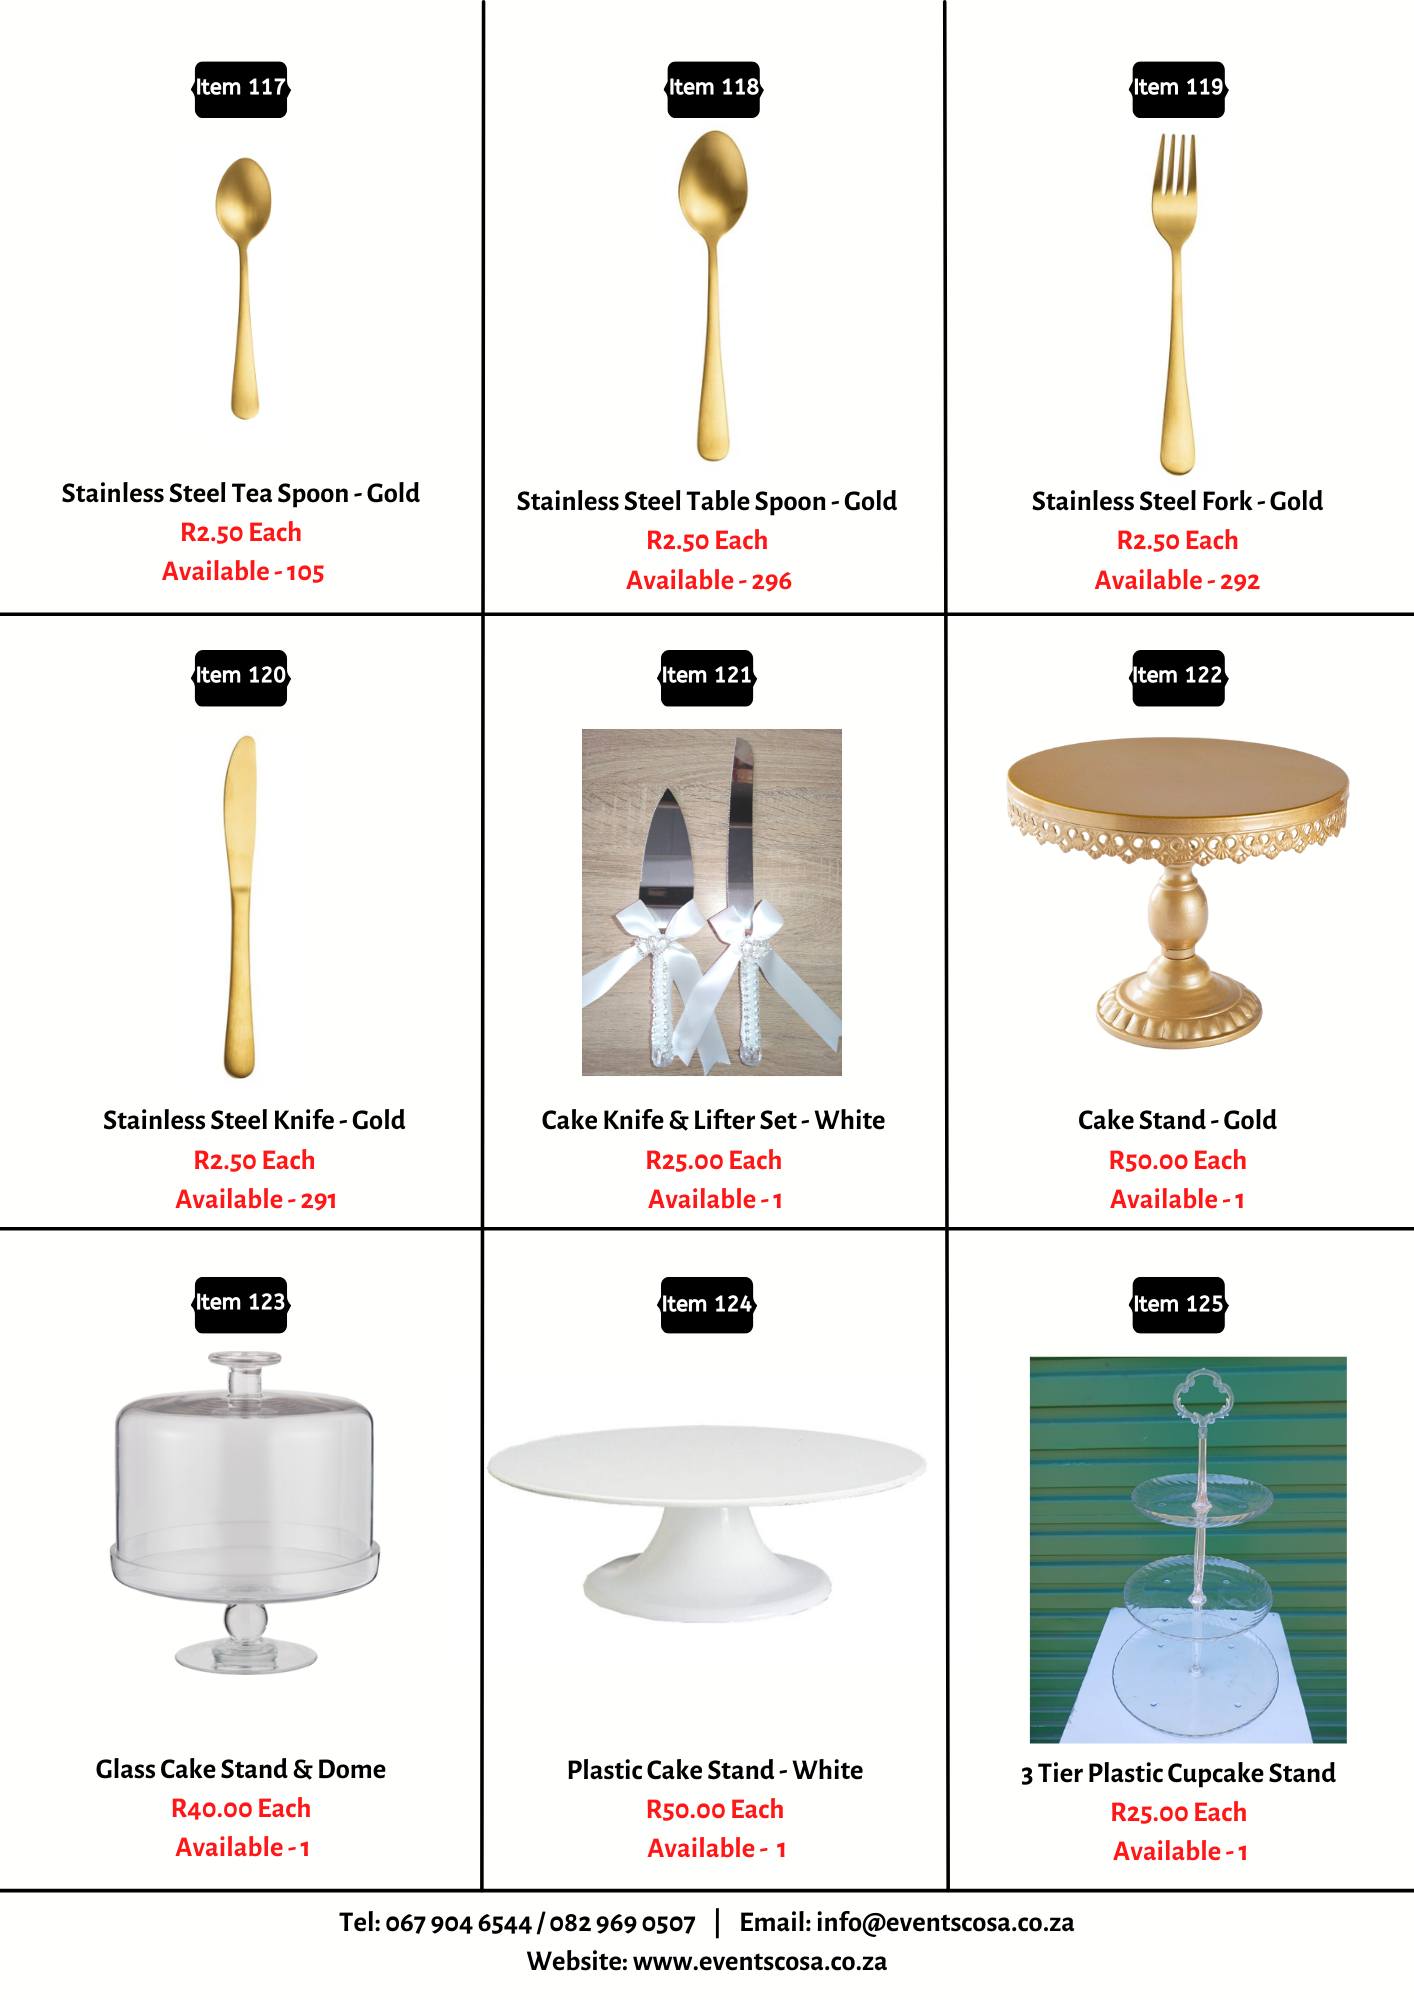 Item 117
Item 118
Item 119
Stainless Steel Tea Spoon - Gold
R2.50 Each
Available - 105
Stainless Steel Table Spoon - Gold
R2.50 Each
Available - 296
Stainless Steel Fork - Gold
R2.50 Each
Available - 292
Item 120
Item 121
Item 122
Stainless Steel Knife - Gold
R2.50 Each
Available - 291
Cake Knife & Lifter Set - White
R25.00 Each
Available - 1
Cake Stand - Gold
R50.00 Each
Available - 1
Item 123
Item 124
Item 125
Glass Cake Stand & Dome
R40.00 Each
Available - 1
Plastic Cake Stand - White
R50.00 Each
Available - 1
3 Tier Plastic Cupcake Stand
R25.00 Each
Available - 1
Tel: 067 904 6544 / 082 969 0507 | Email: info@eventscosa.co.za
Website: www.eventscosa.co.za